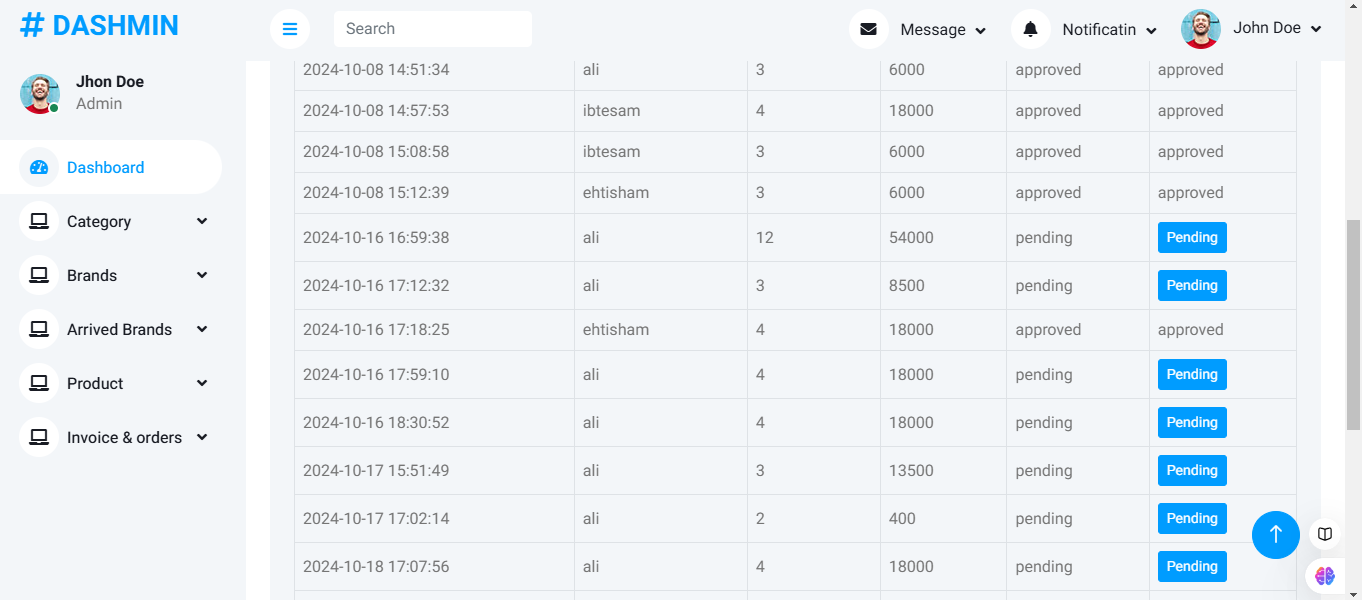 # DASHMIN
Search
Message
Notificatin
John Doe
Jhon Doe
Admin
Dashboard
Category
Brands
Arrived Brands
Product
Invoice & orders
2024-10-08 14:51:34 ali 3 6000 approved approved
2024-10-08 14:57:53 ibtesam 4 18000 approved approved
2024-10-08 15:08:58 ibtesam 3 6000 approved approved
2024-10-08 15:12:39 ehtisham 3 6000 approved approved
2024-10-16 16:59:38 ali 12 54000 pending Pending
2024-10-16 17:12:32 ali 3 8500 pending Pending
2024-10-16 17:18:25 ehtisham 4 18000 approved approved
2024-10-16 17:59:10 ali 4 18000 pending Pending
2024-10-16 18:30:52 ali 4 18000 pending Pending
2024-10-17 15:51:49 ali 3 13500 pending Pending
2024-10-17 17:02:14 ali 2 400 pending Pending
2024-10-18 17:07:56 ali 4 18000 pending Pending